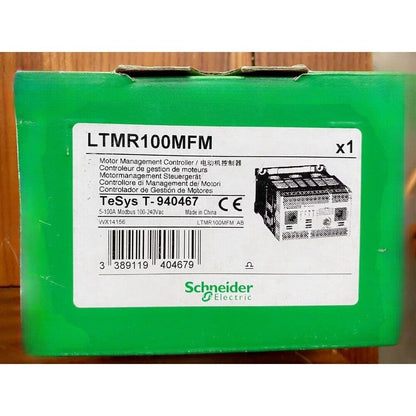 LTMR100MFM x1
Motor Management Controller / 电动机控制器
Controleur de gestion de moteurs
Motormanagement Steuergerät
Controllore di Management dei Motori
Controlador de Gestión de Motores
TeSys T- 940467 CE
5-100A Modbus 100-240Vac Made in China
LTMR100MFM AB
3 389119 404679
Schneider
Electric